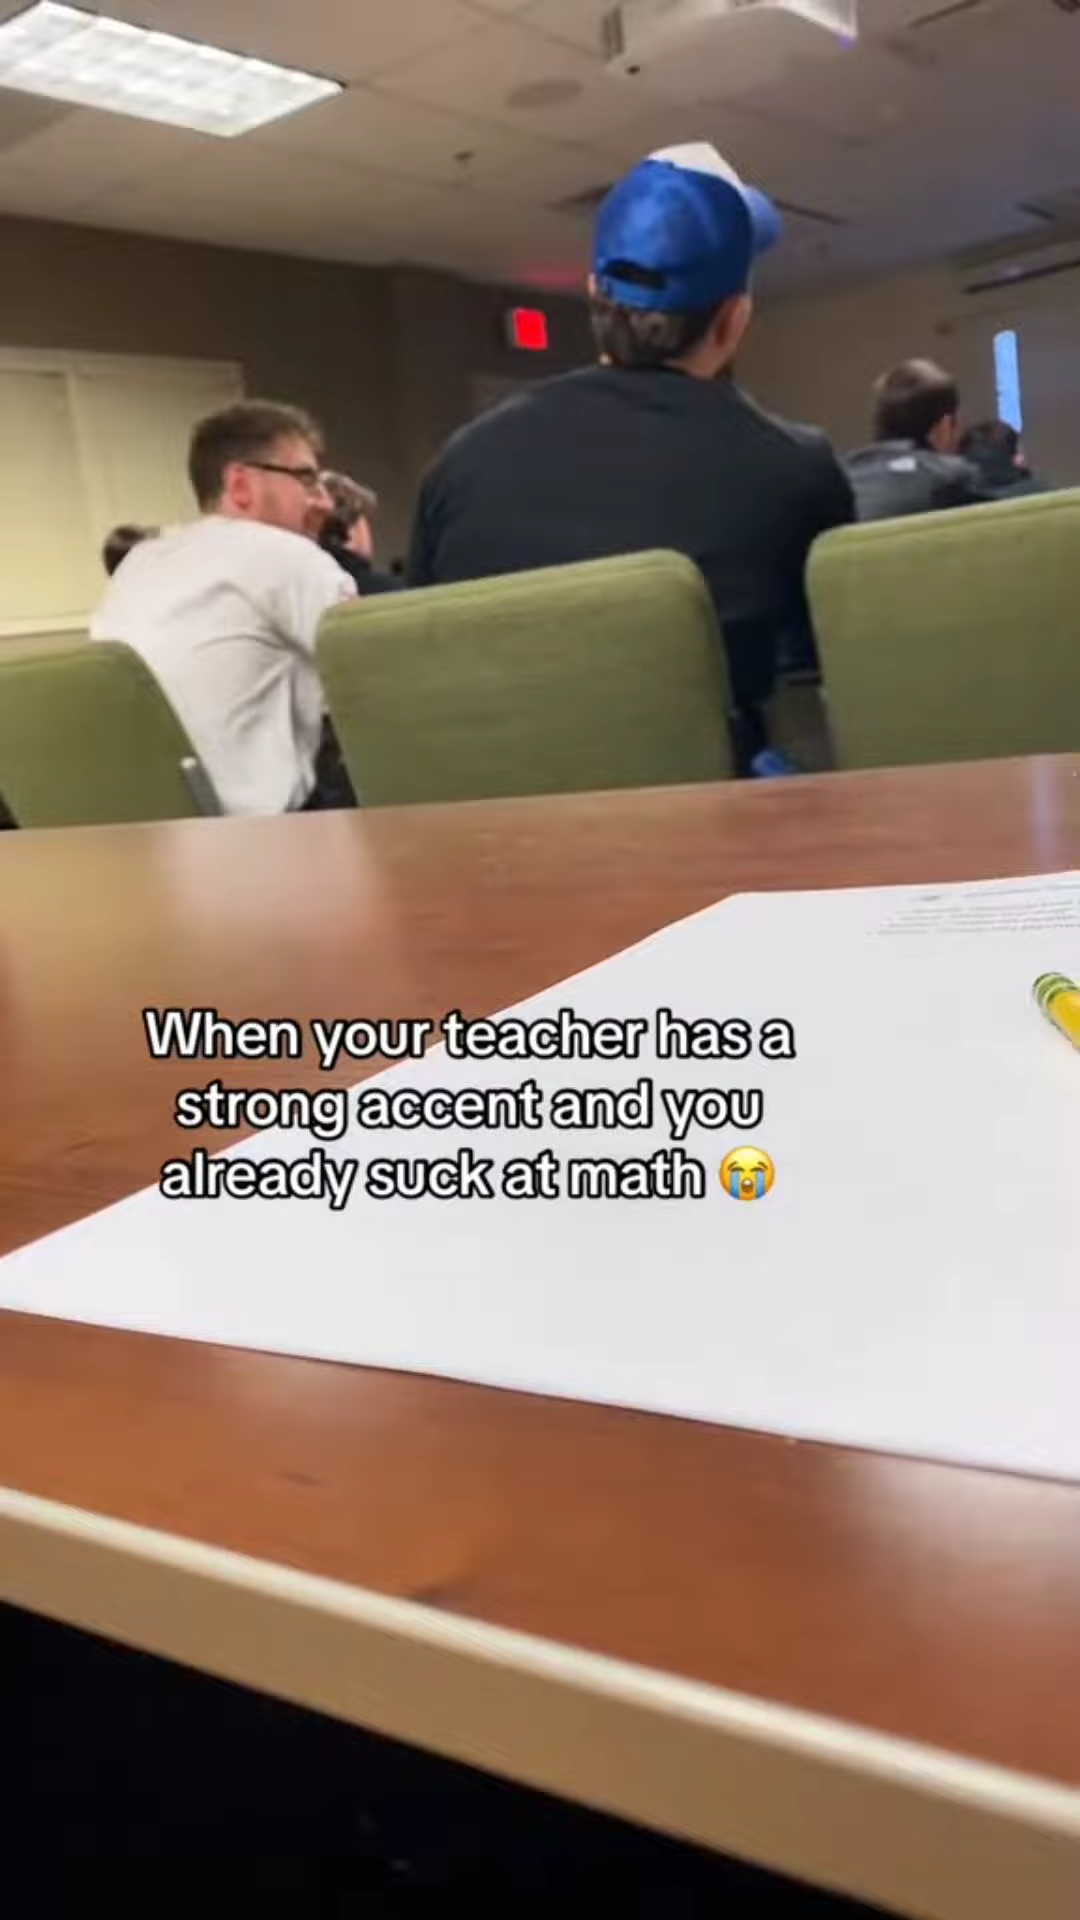 When your teacher has a
strong accent and you
already suck at math 😭